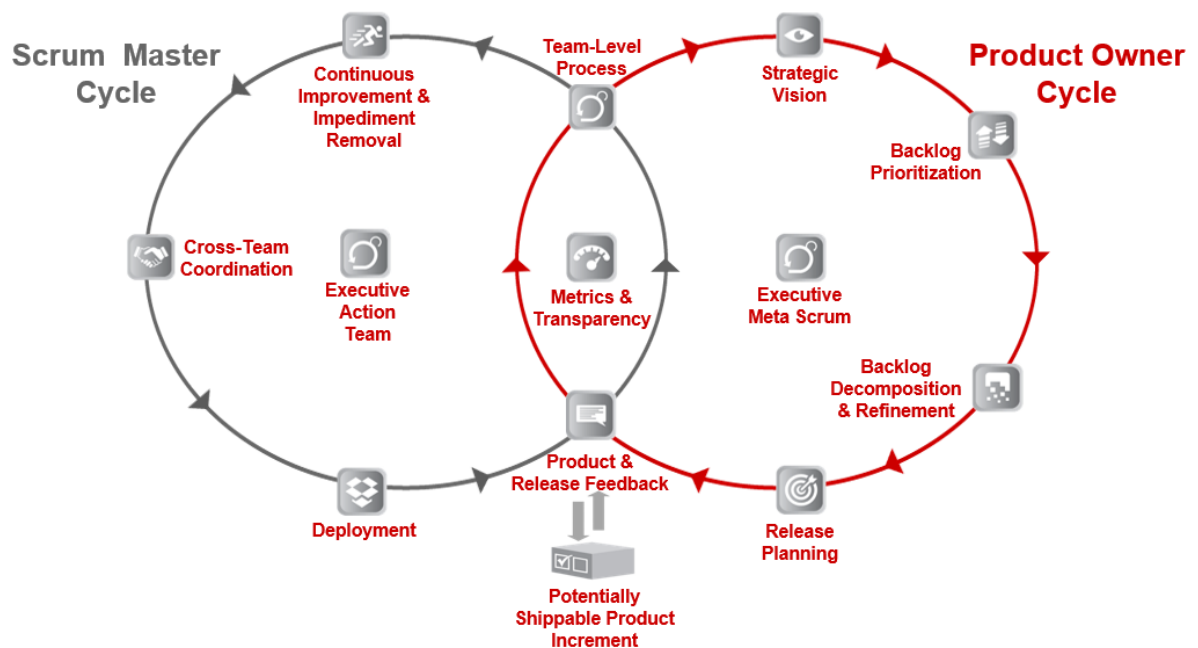 Scrum Master
Cycle
Continuous
Improvement &
Impediment
Removal
Team-Level
Process
Strategic
Vision
Product Owner
Cycle
Backlog
Prioritization
Cross-Team
Coordination
Executive
Action
Team
Metrics &
Transparency
Executive
Meta Scrum
Backlog
Decomposition
& Refinement
Product &
Release Feedback
Deployment
Release
Planning
Potentially
Shippable Product
Increment